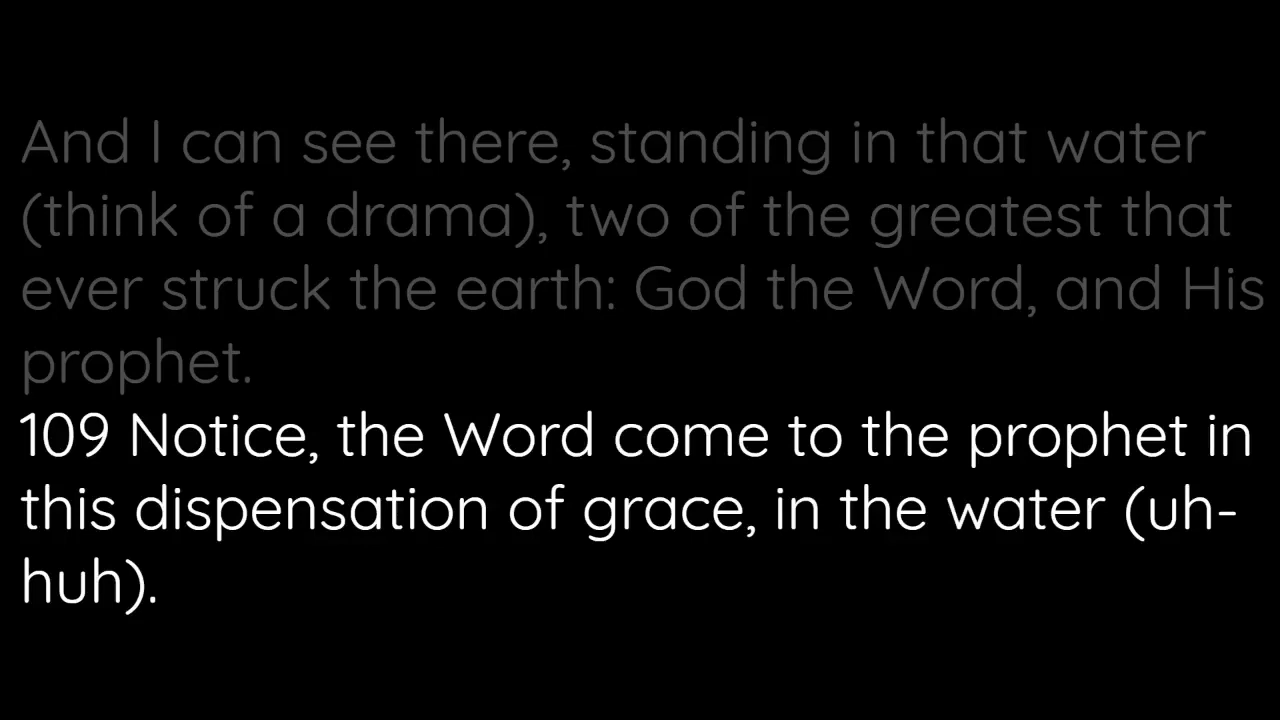 And I can see there, standing in that water
(think of a drama), two of the greatest that
ever struck the earth: God the Word, and His
prophet.
109 Notice, the Word come to the prophet in
this dispensation of grace, in the water (uh-
huh).